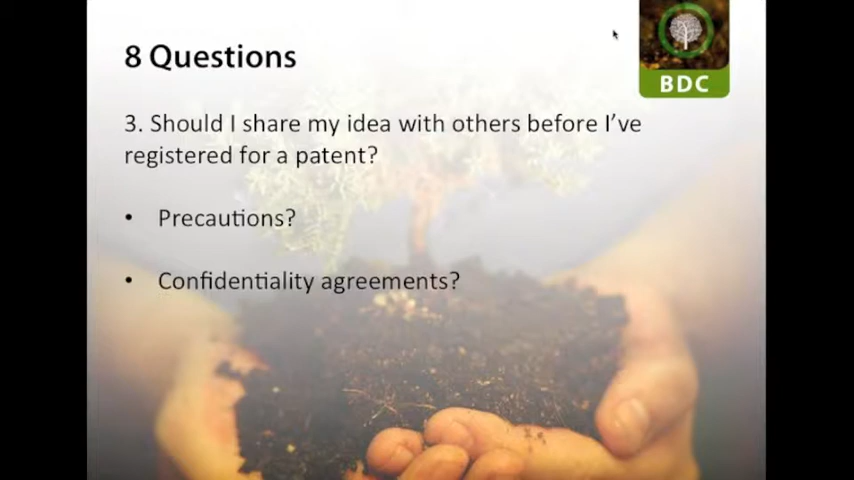 8 Questions
BDC
3. Should I share my idea with others before I've
registered for a patent?
• Precautions?
• Confidentiality agreements?